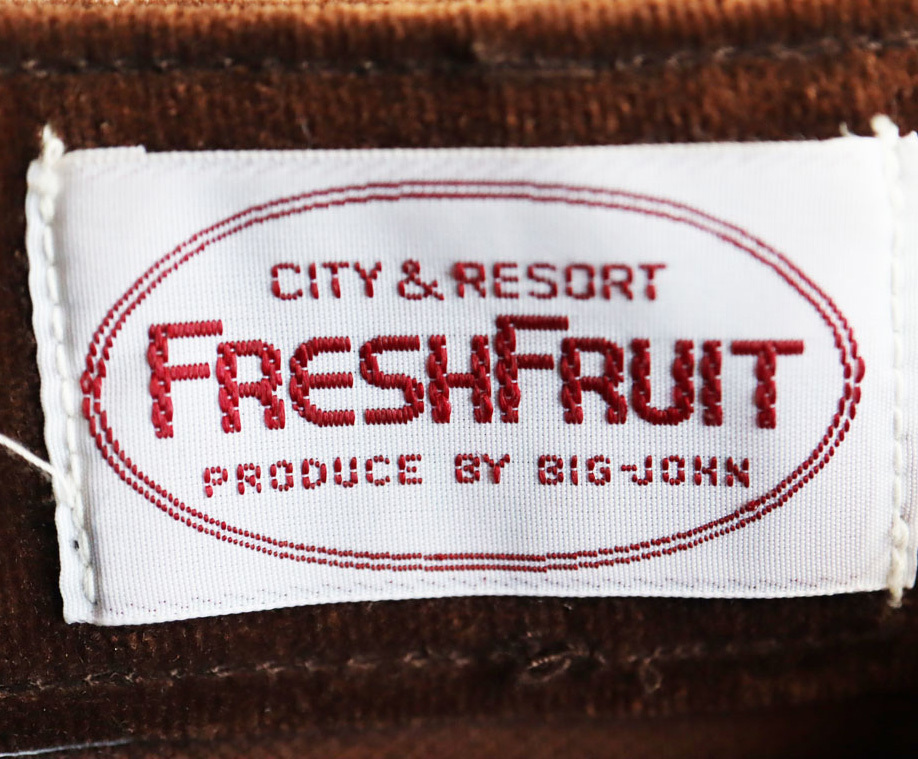 CITY & RESORT
FRESHFRUIT
PRODUCE BY BIG-JOHN